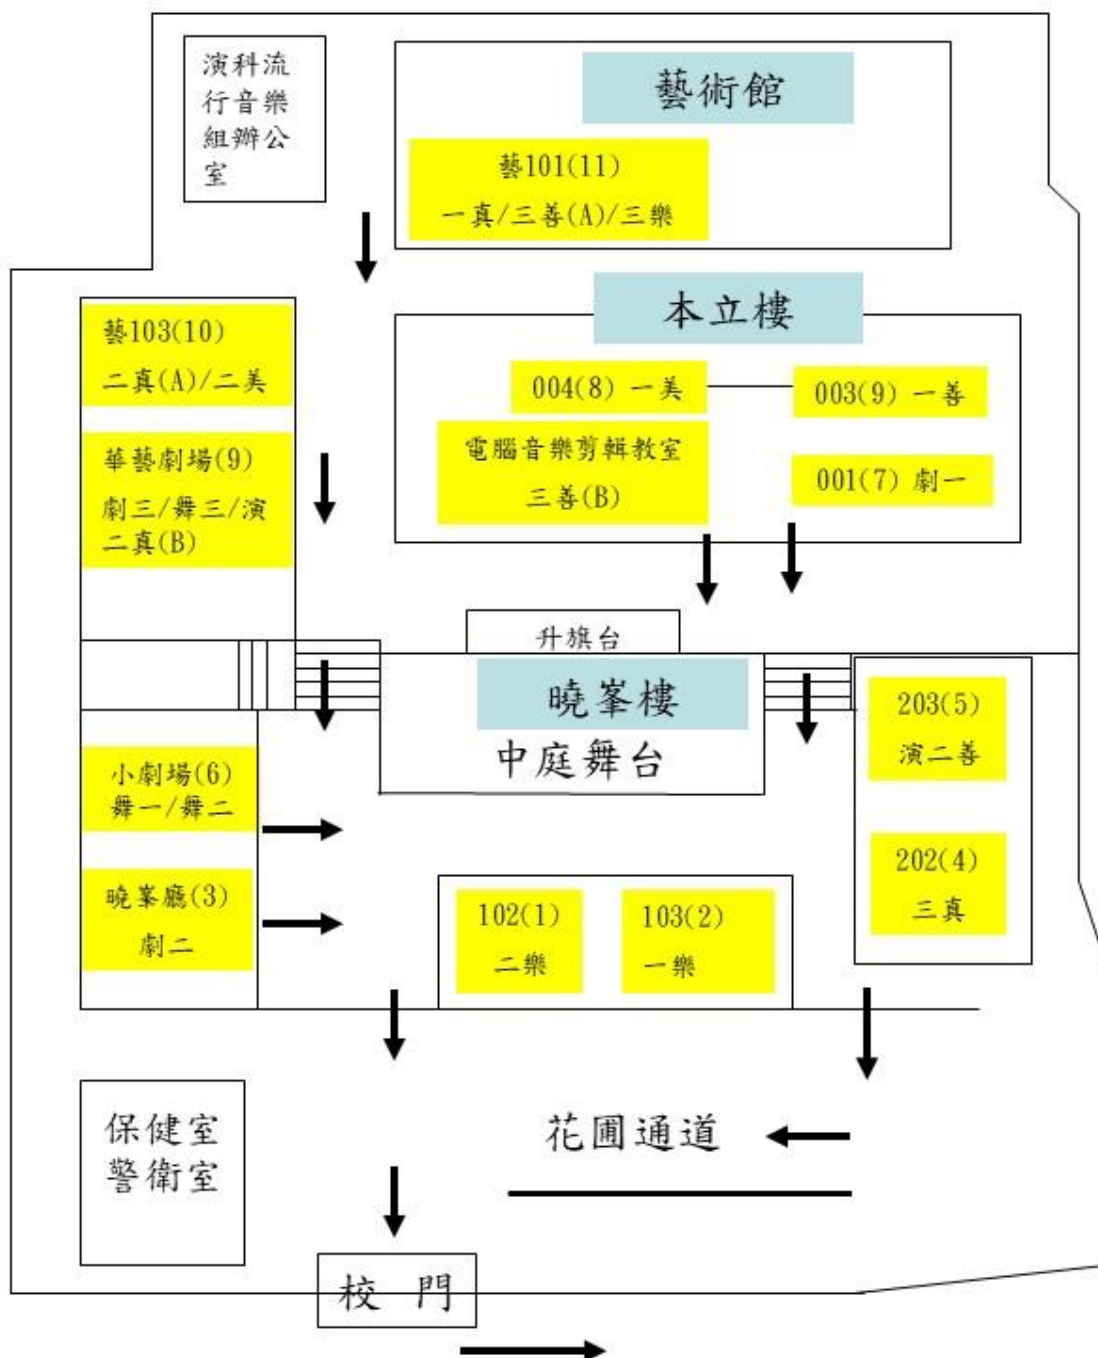 演科流
行音樂
組辦公
室
藝術館
藝101(11)
一真/三善(A)/三樂
本立樓
藝103(10)
二真(A)/二美
004(8) 一美
003(9) 一善
華藝劇場(9)
劇三/舞三/演
二真(B)
電腦音樂剪輯教室
三善(B)
001(7) 劇一
升旗台
曉峯樓
中庭舞台
203(5)
演二善
小劇場(6)
舞一/舞二
202(4)
三真
曉峯廳(3)
劇二
102(1)
二樂
103(2)
一樂
保健室
警衛室
花圃通道
校 門